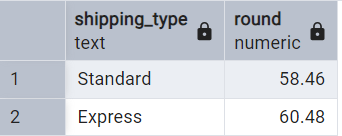 shipping_type round
text numeric
1 Standard 58.46
2 Express 60.48